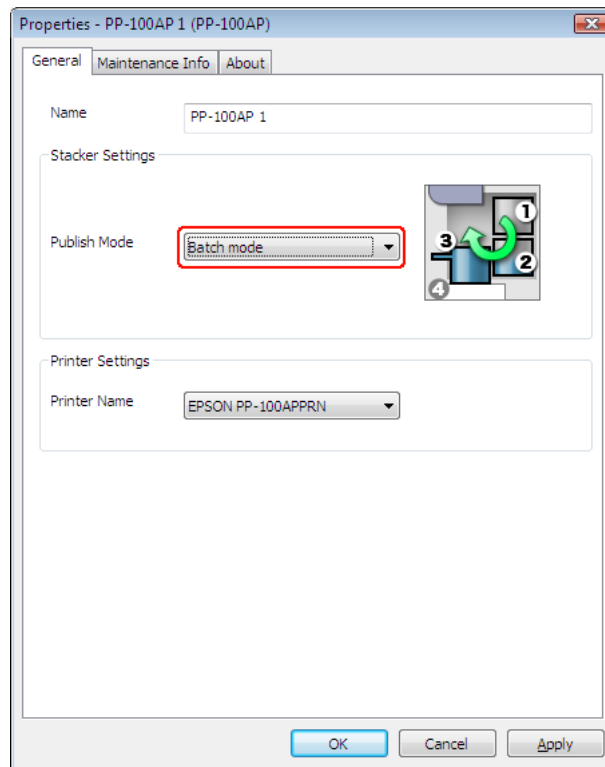 Properties - PP-100AP 1 (PP-100AP)
General Maintenance Info About
Name PP-100AP 1
Stacker Settings
1
Publish Mode Batch mode 3 2
4
Printer Settings
Printer Name EPSON PP-100APPRN
OK Cancel Apply